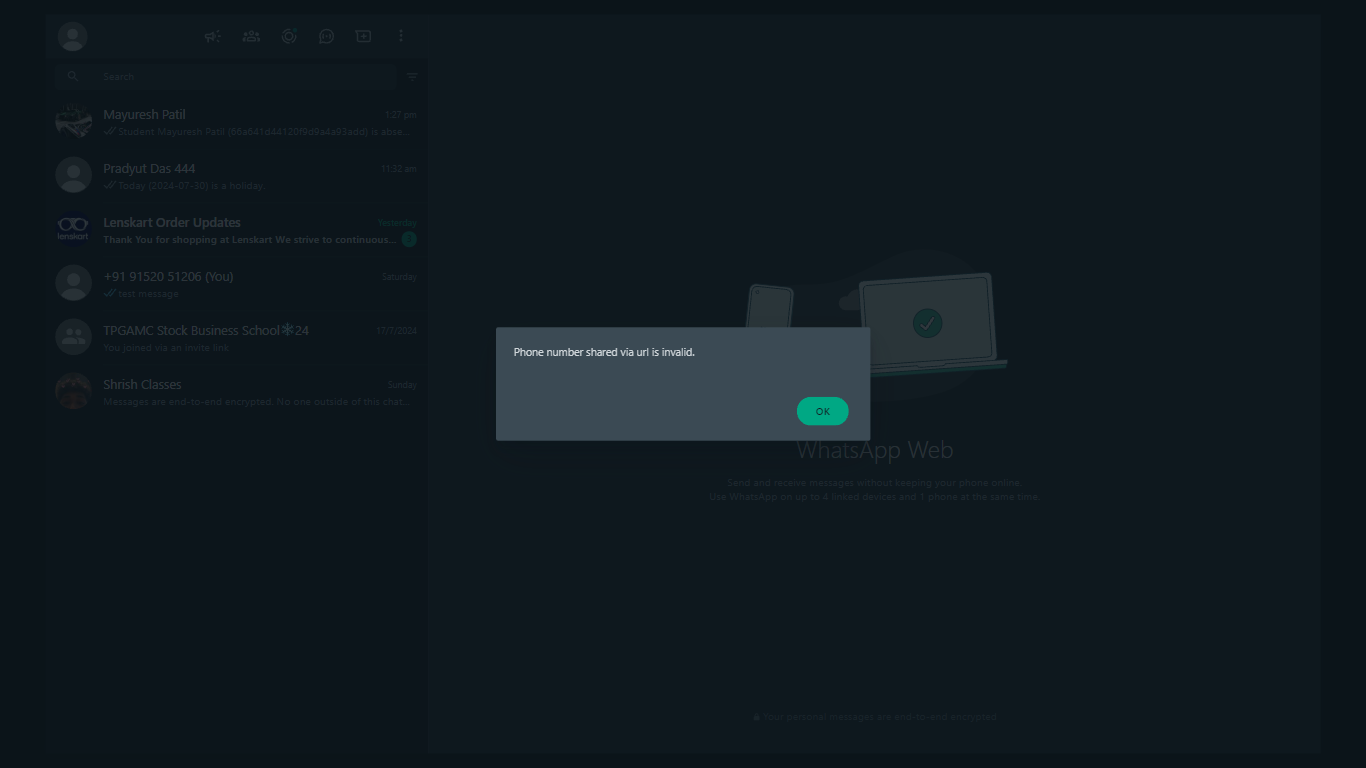 Search
Mayuresh Patil
1:27 pm
Student Mayuresh Patil (66a641d44120f9d9a4a93add) is abse...
Pradyut Das 444
11:32 am
Today (2024-07-30) is a holiday.
lenskart
Lenskart Order Updates
Yesterday
Thank You for shopping at Lenskart We strive to continuous...
+91 91520 51206 (You)
Saturday
test message
TPGAMC Stock Business School✳24
17/7/2024
You joined via an invite link
Shrish Classes
Sunday
Messages are end-to-end encrypted. No one outside of this chat...
Phone number shared via url is invalid.
OK
WhatsApp Web
Send and receive messages without keeping your phone online.
Use WhatsApp on up to 4 linked devices and 1 phone at the same time.
Your personal messages are end-to-end encrypted